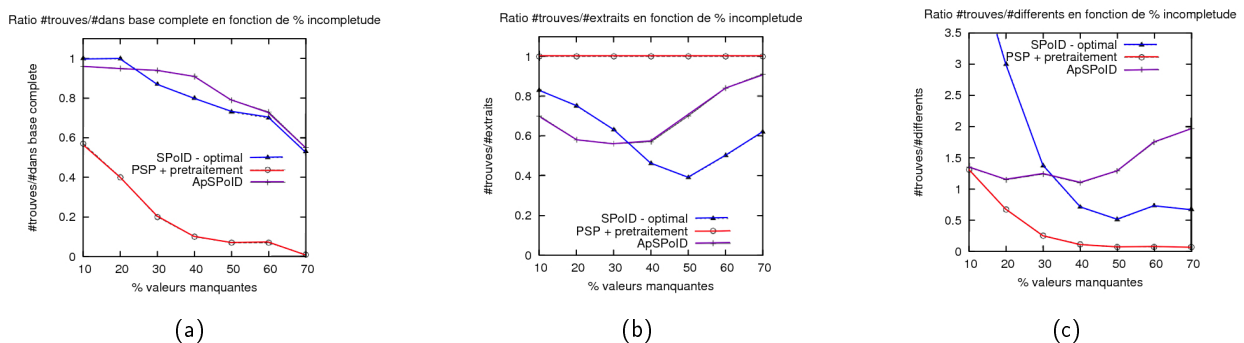 Ratio #trouves/#dans base complete en fonction de % incompletude
#trouves/#dans base complete
1
0.8
0.6
0.4
0.2
0
SPoID - optimal
PSP + pretraitement
ApSPoID
10 20 30 40 50 60 70
% valeurs manquantes
(a)
Ratio #trouves/#extraits en fonction de % incompletude
#trouves/#extraits
1
0.8
0.6
0.4
0.2
0
SPoID - optimal
PSP + pretraitement
ApSPoID
10 20 30 40 50 60 70
% valeurs manquantes
(b)
Ratio #trouves/#differents en fonction de % incompletude
#trouves/#differents
3.5
3
2.5
2
1.5
1
0.5
0
SPoID - optimal
PSP + pretraitement
ApSPoID
10 20 30 40 50 60 70
% valeurs manquantes
(c)